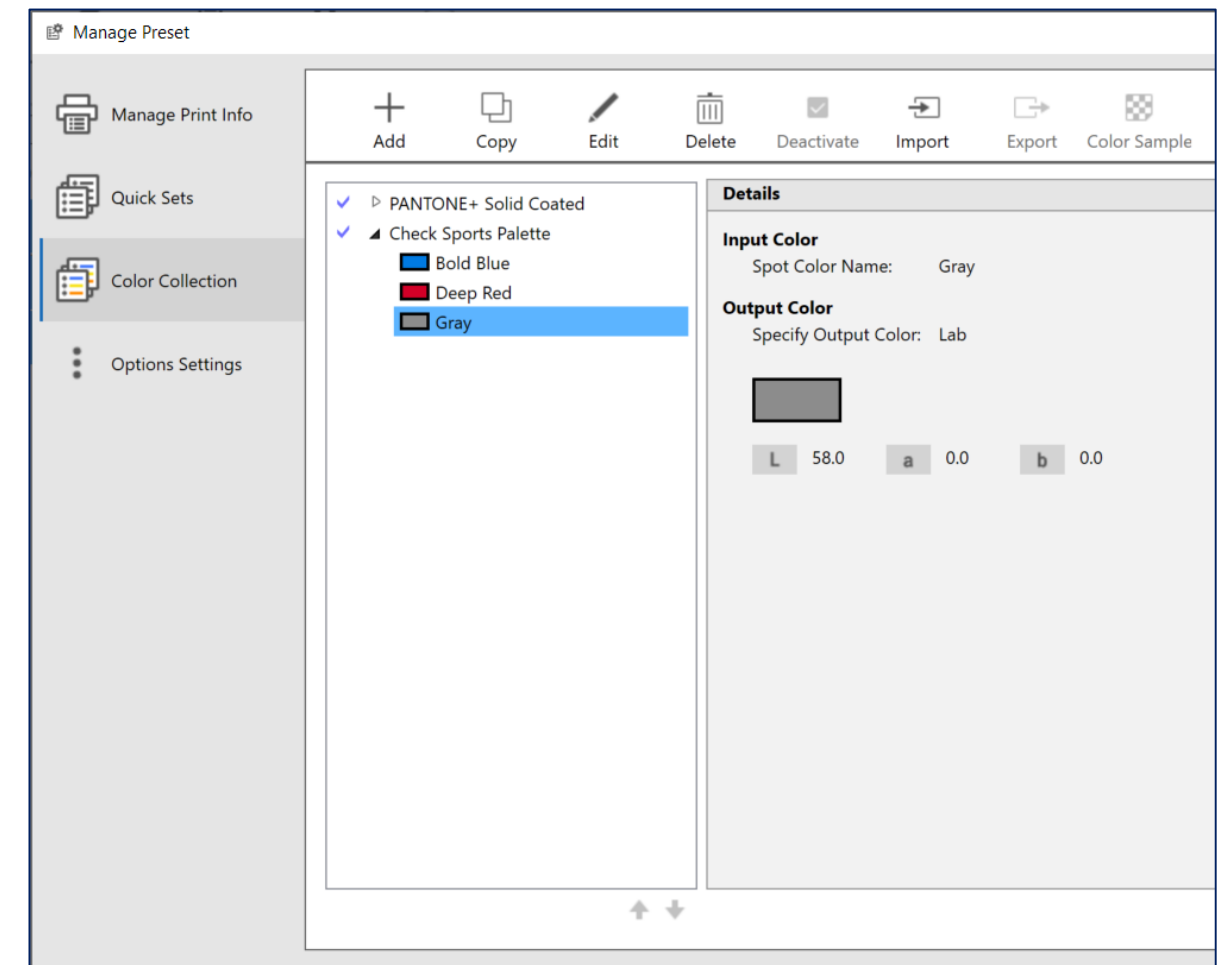 Manage Preset
Manage Print Info
Quick Sets
Color Collection
Options Settings
Add Copy Edit Delete Deactivate Import Export Color Sample
PANTONE+ Solid Coated
Check Sports Palette
Bold Blue
Deep Red
Gray
Details
Input Color
Spot Color Name: Gray
Output Color
Specify Output Color: Lab
L 58.0 a 0.0 b 0.0